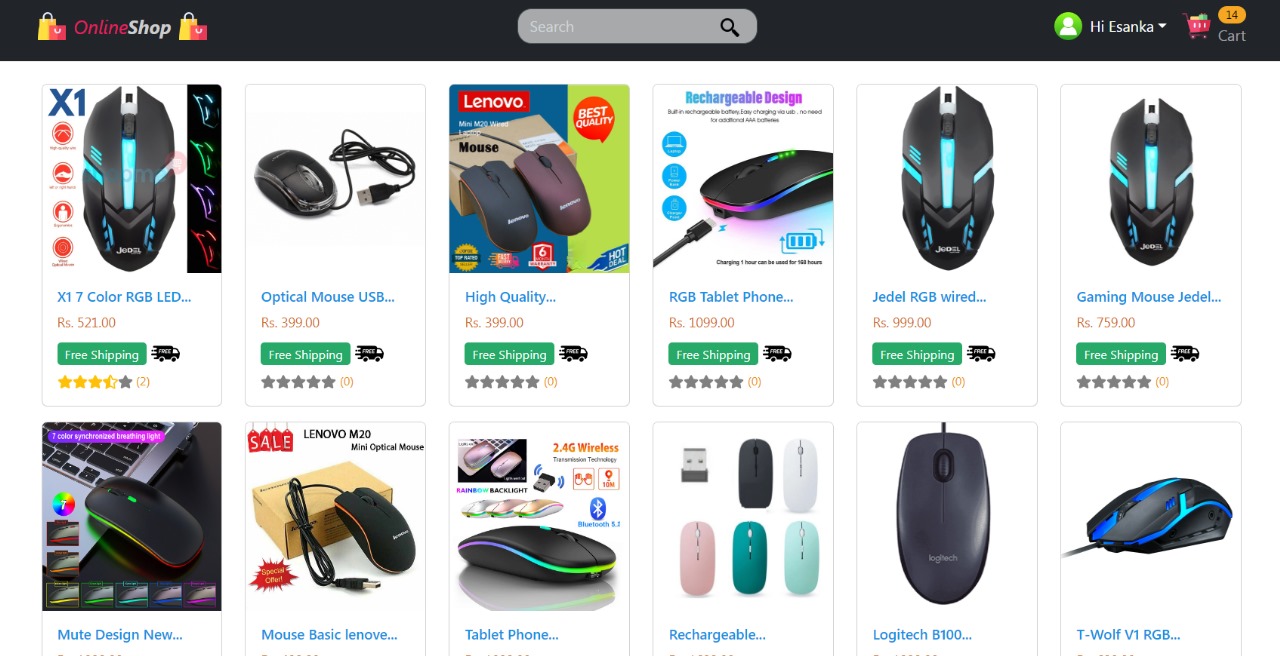 OnlineShop
Search
Hi Esanka
14
Cart
X1
JEDEL
Lenovo
Mini M20 Wired
Mouse
BEST
QUALITY
lenovo
lenovo
TOP RATED
6
WARRANTY
HOT
DEAL
Rechargeable Design
Built-in rechargeable battery,Easy charging via usb , no need
for additional AAA batteries
Charging 1 hour can be used for 168 hours
JEDEL
JEDEL
X1 7 Color RGB LED...
Optical Mouse USB...
High Quality...
RGB Tablet Phone...
Jedel RGB wired...
Gaming Mouse Jedel...
Rs. 521.00
Rs. 399.00
Rs. 399.00
Rs. 1099.00
Rs. 999.00
Rs. 759.00
Free Shipping FREE
Free Shipping FREE
Free Shipping FREE
Free Shipping FREE
Free Shipping FREE
Free Shipping FREE
(2)
(0)
(0)
(0)
(0)
(0)
7 color synchronized breathing light
7
SALE
LENOVO M20
Mini Optical Mouse
Special
Offer!
2.4G Wireless
Transmission Technology
10M
RAINBOW BACKLIGHT
Bluetooth 5.1
logitech
Mute Design New...
Mouse Basic lenove...
Tablet Phone...
Rechargeable...
Logitech B100...
T-Wolf V1 RGB...